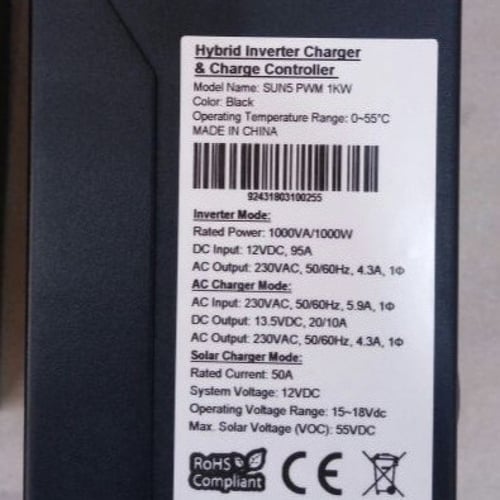 Hybrid Inverter Charger
& Charge Controller
Model Name: SUN5 PWM 1KW
Color: Black
Operating Temperature Range: 0~55°C
MADE IN CHINA
92431803100255
Inverter Mode:
Rated Power: 1000VA/1000W
DC Input: 12VDC, 95A
AC Output: 230VAC, 50/60Hz, 4.3A, 1Φ
AC Charger Mode:
AC Input: 230VAC, 50/60Hz, 5.9A, 1Φ
DC Output: 13.5VDC, 20/10A
AC Output: 230VAC, 50/60Hz, 4.3A, 1Φ
Solar Charger Mode:
Rated Current: 50A
System Voltage: 12VDC
Operating Voltage Range: 15~18Vdc
Max. Solar Voltage (VOC): 55VDC
RoHS
Compliant
CE